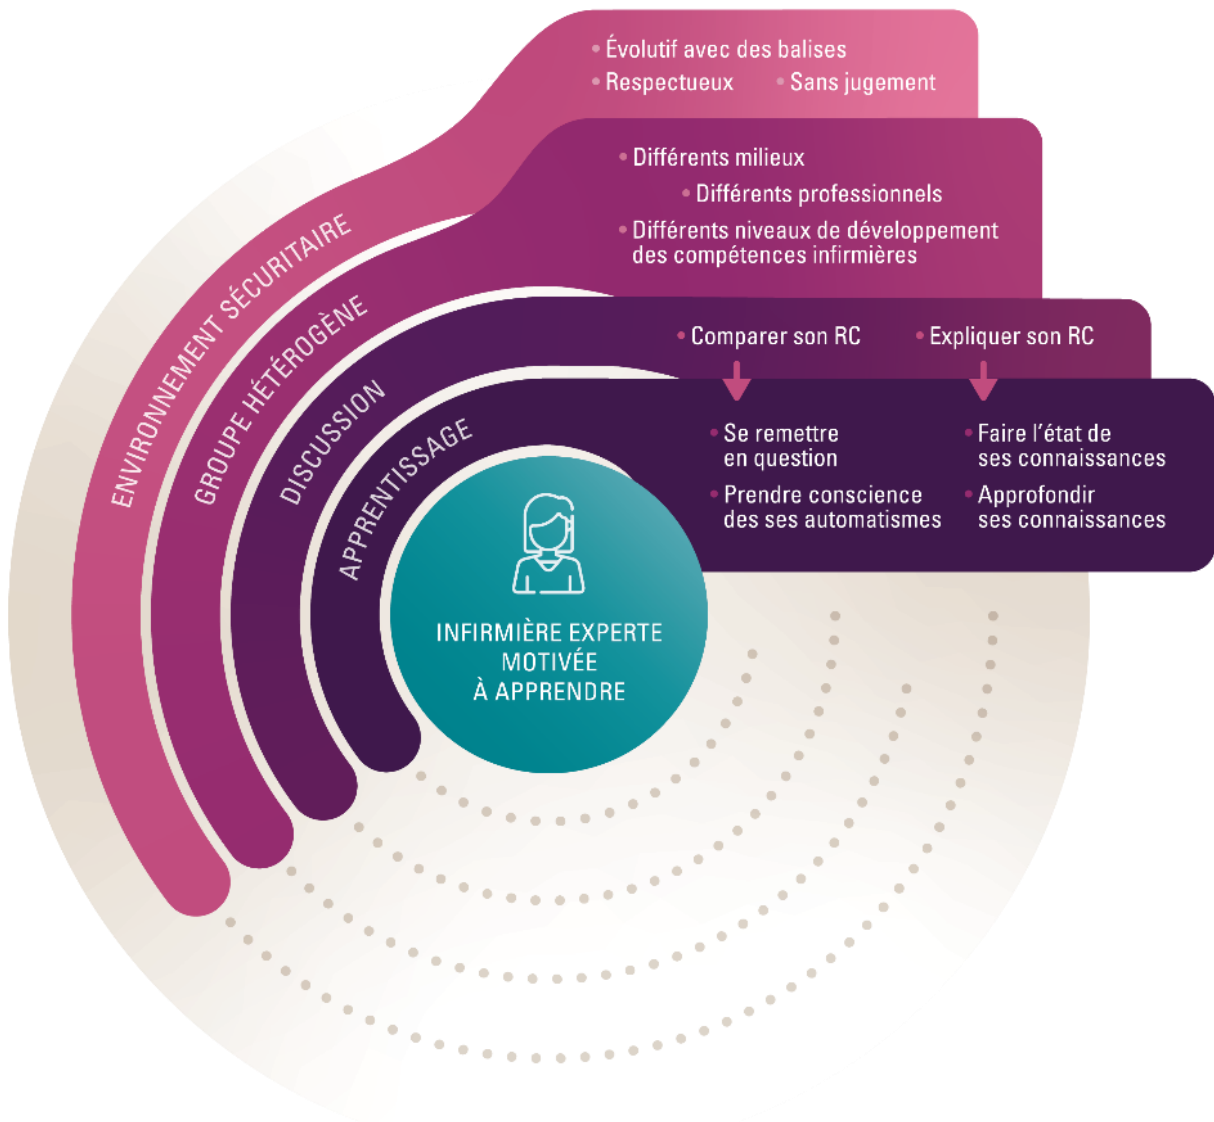 • Évolutif avec des balises
• Respectueux • Sans jugement
• Différents milieux
• Différents professionnels
• Différents niveaux de développement
des compétences infirmières
• Comparer son RC • Expliquer son RC
• Se remettre
en question
• Prendre conscience
des ses automatismes
• Faire l'état de
ses connaissances
• Approfondir
ses connaissances
ENVIRONNEMENT SÉCURITAIRE
GROUPE HÉTÉROGÈNE
DISCUSSION
APPRENTISSAGE
INFIRMIÈRE EXPERTE
MOTIVÉE
À APPRENDRE